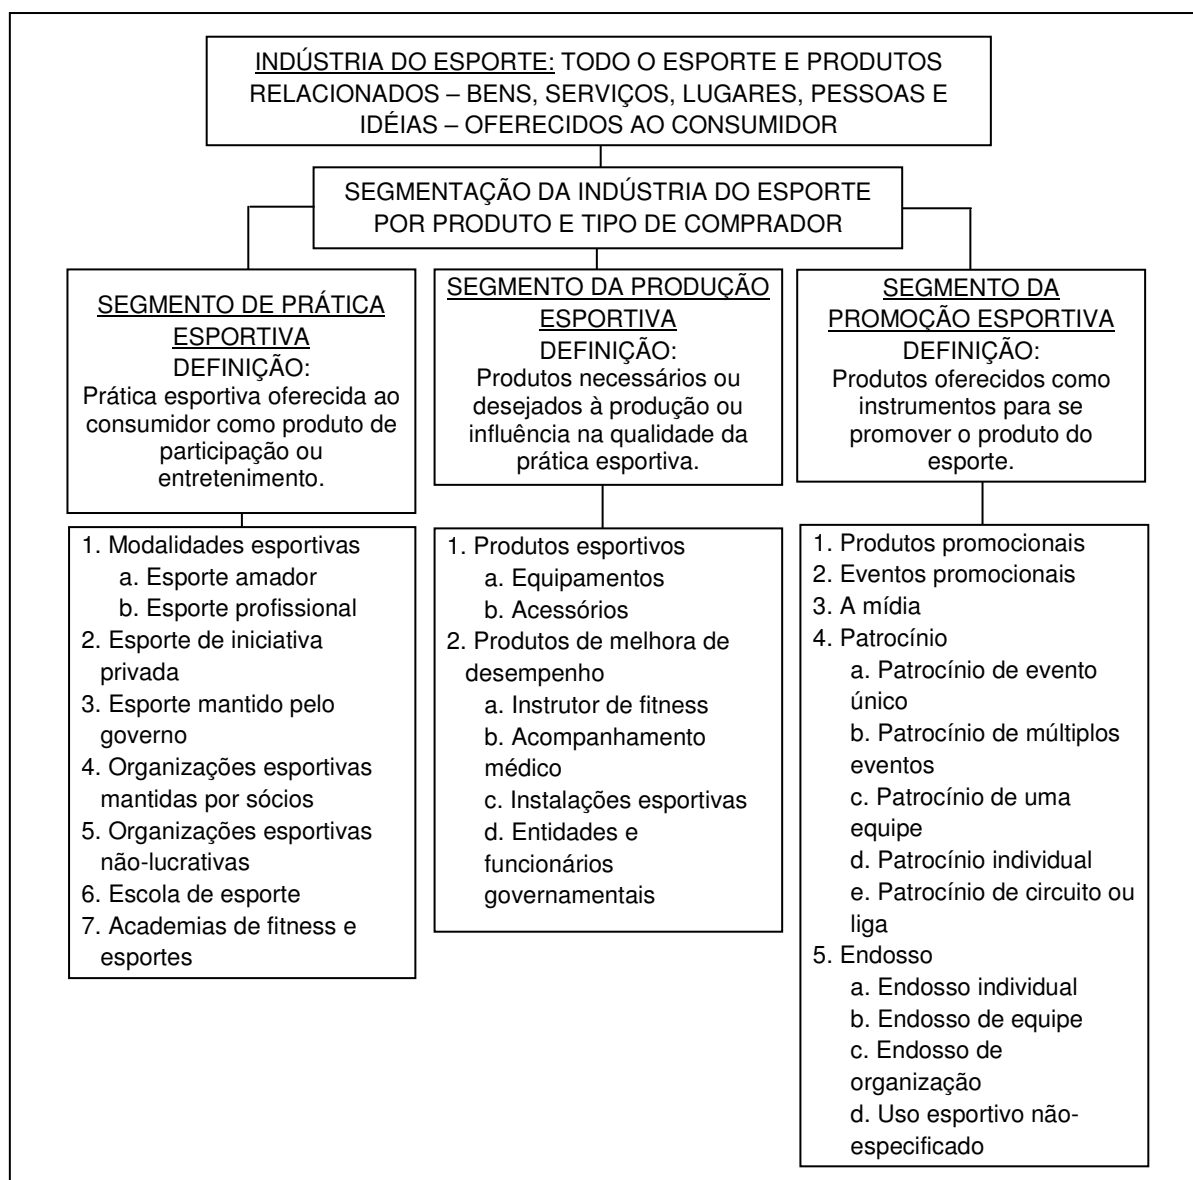 INDÚSTRIA DO ESPORTE: TODO O ESPORTE E PRODUTOS
RELACIONADOS – BENS, SERVIÇOS, LUGARES, PESSOAS E
IDÉIAS – OFERECIDOS AO CONSUMIDOR
SEGMENTAÇÃO DA INDÚSTRIA DO ESPORTE
POR PRODUTO E TIPO DE COMPRADOR
SEGMENTO DE PRÁTICA
ESPORTIVA
DEFINIÇÃO:
Prática esportiva oferecida ao
consumidor como produto de
participação ou
entretenimento.
1. Modalidades esportivas
a. Esporte amador
b. Esporte profissional
2. Esporte de iniciativa
privada
3. Esporte mantido pelo
governo
4. Organizações esportivas
mantidas por sócios
5. Organizações esportivas
não-lucrativas
6. Escola de esporte
7. Academias de fitness e
esportes
SEGMENTO DA PRODUÇÃO
ESPORTIVA
DEFINIÇÃO:
Produtos necessários ou
desejados à produção ou
influência na qualidade da
prática esportiva.
1. Produtos esportivos
a. Equipamentos
b. Acessórios
2. Produtos de melhora de
desempenho
a. Instrutor de fitness
b. Acompanhamento
médico
c. Instalações esportivas
d. Entidades e
funcionários
governamentais
SEGMENTO DA
PROMOÇÃO ESPORTIVA
DEFINIÇÃO:
Produtos oferecidos como
instrumentos para se
promover o produto do
esporte.
1. Produtos promocionais
2. Eventos promocionais
3. A mídia
4. Patrocínio
a. Patrocínio de evento
único
b. Patrocínio de múltiplos
eventos
c. Patrocínio de uma
equipe
d. Patrocínio individual
e. Patrocínio de circuito ou
liga
5. Endosso
a. Endosso individual
b. Endosso de equipe
c. Endosso de
organização
d. Uso esportivo não-
especificado